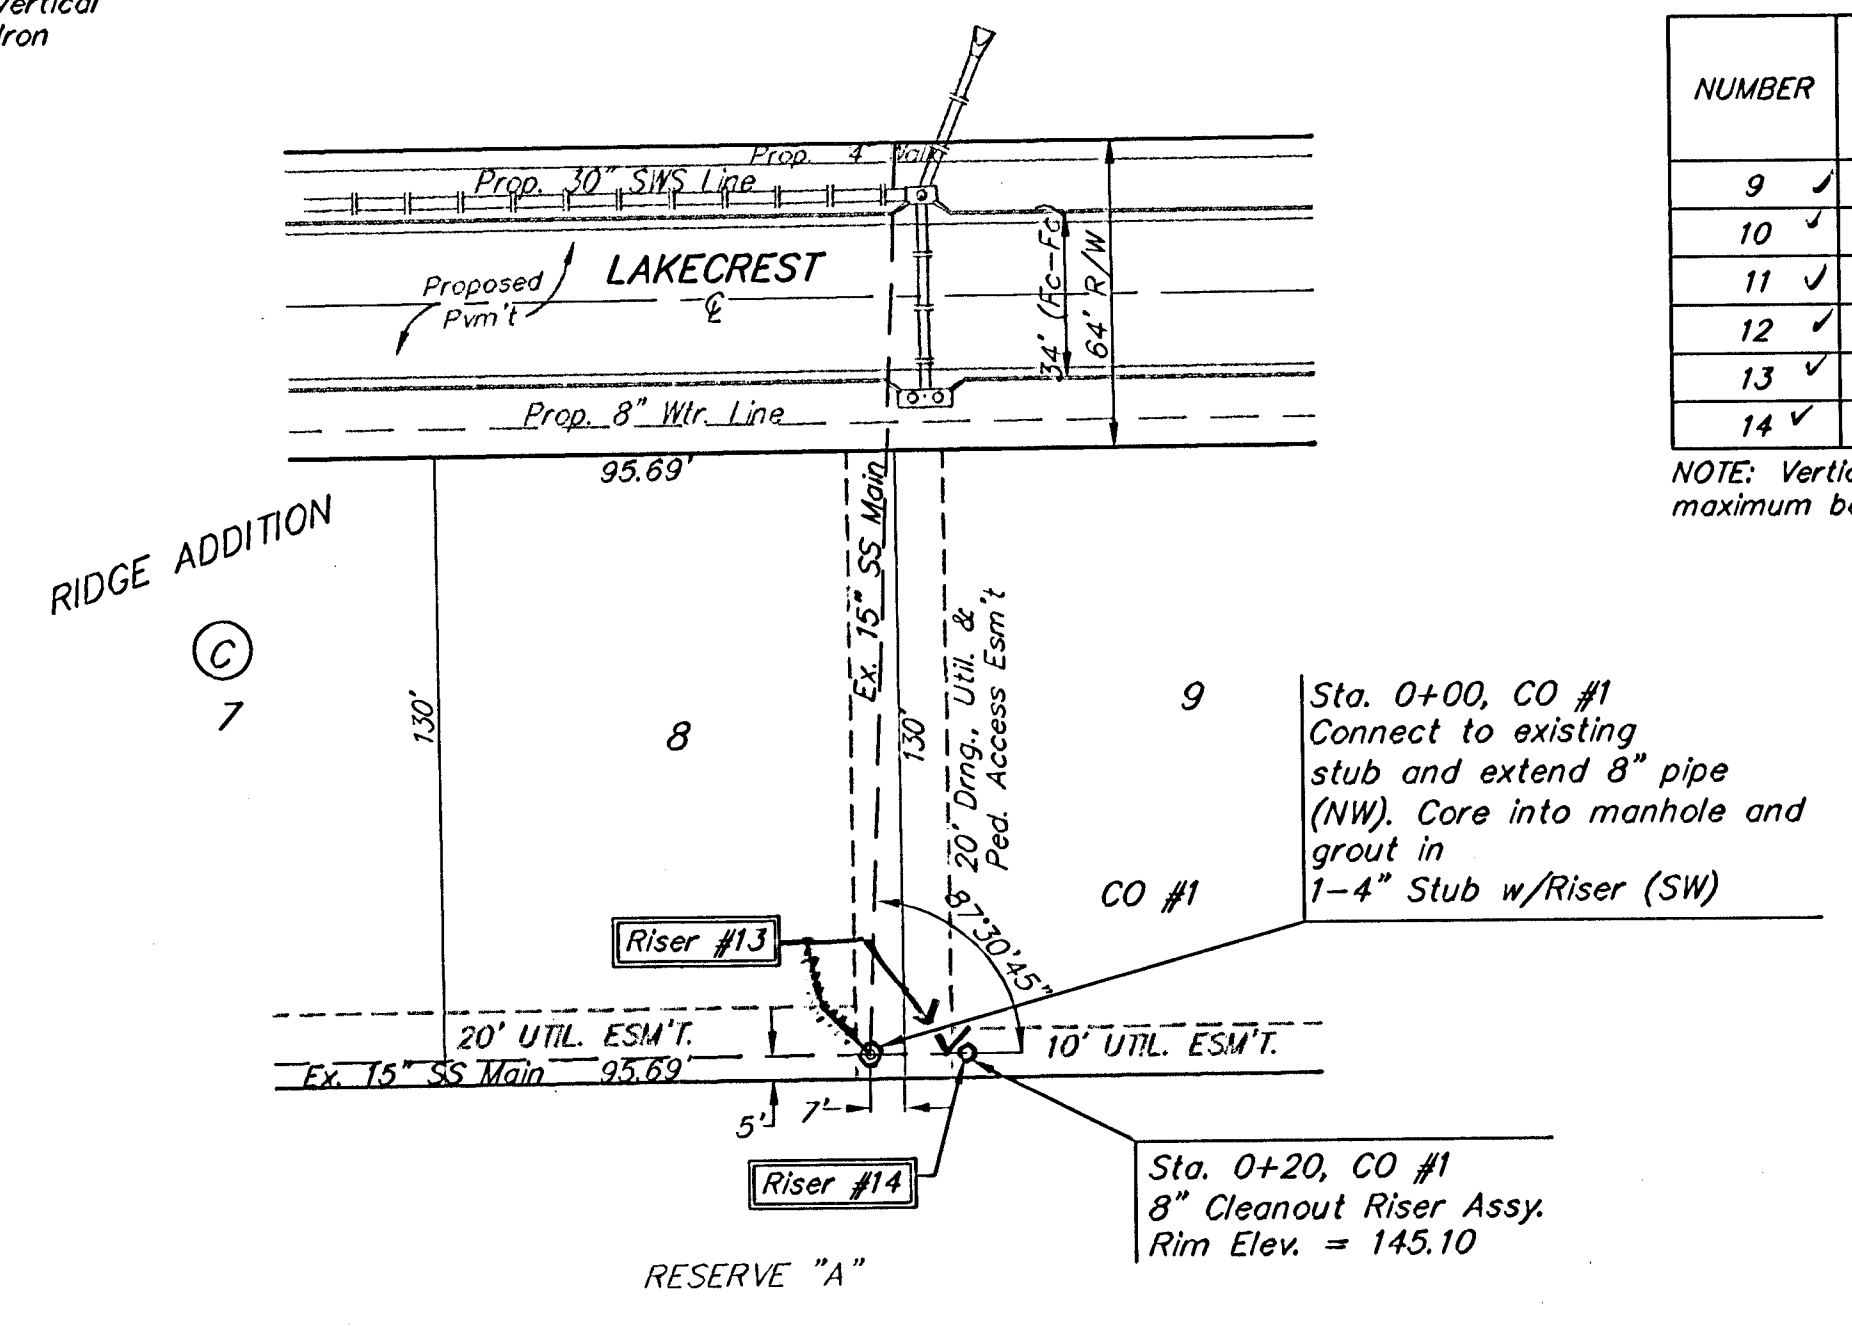 Iron
Prop. 4'
Prop. 30" SWS Line
LAKECREST
Proposed
Pvm't
℄
34' (Fc-Fc
64' R/W
Prop. 8" Wtr. Line
95.69'
RIDGE ADDITION
C
7
130'
8
Ex. 15" SS Main
130'
20' Drng., Util. &
Ped. Access Esm't
9
CO #1
87°30'45"
Sta. 0+00, CO #1
Connect to existing
stub and extend 8" pipe
(NW). Core into manhole and
grout in
1-4" Stub w/Riser (SW)
Riser #13
20' UTIL. ESM'T.
10' UTIL. ESM'T.
Ex. 15" SS Main 95.69'
5'
7'
Riser #14
Sta. 0+20, CO #1
8" Cleanout Riser Assy.
Rim Elev. = 145.10
RESERVE "A"
NUMBER
9 ✓
10 ✓
11 ✓
12 ✓
13 ✓
14 ✓
NOTE:
maximum